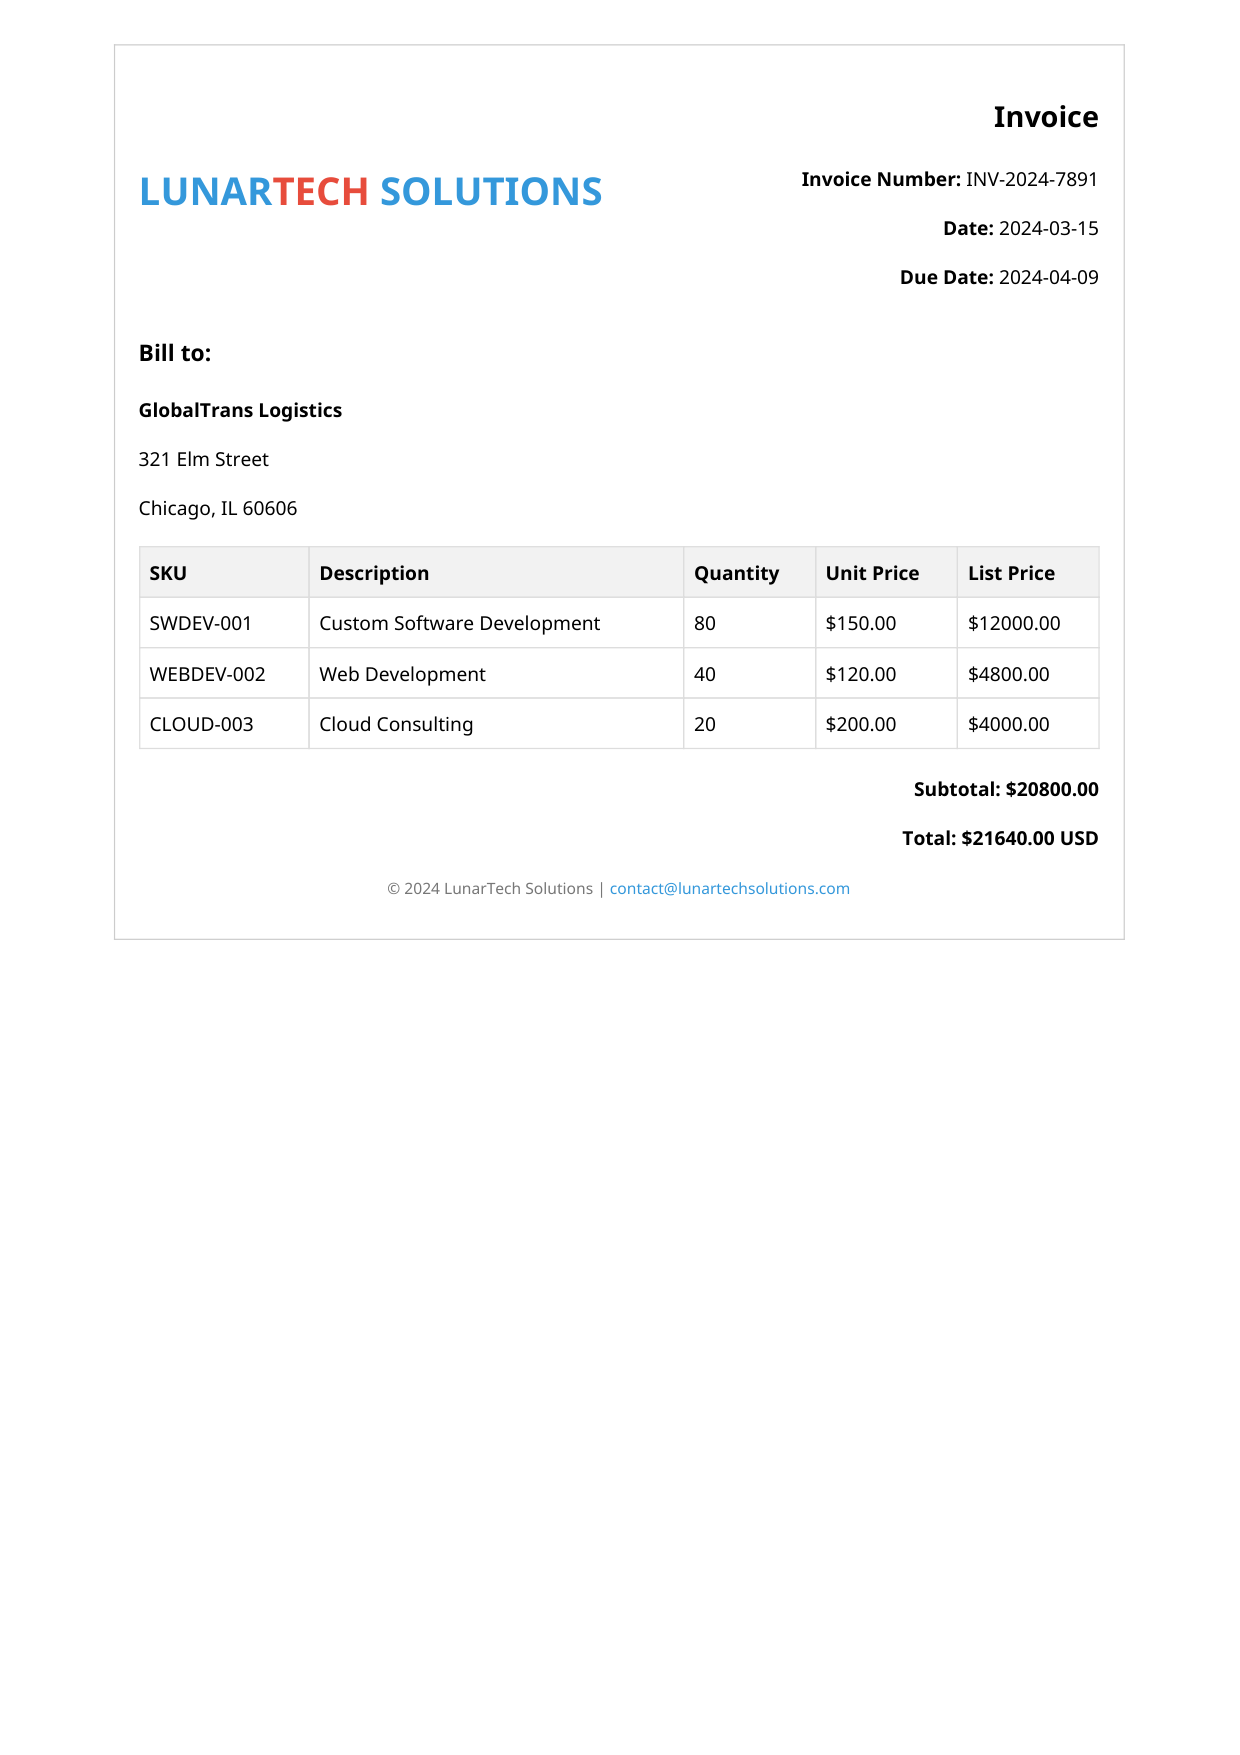 Invoice
LUNARTECH SOLUTIONS
Invoice Number: INV-2024-7891
Date: 2024-03-15
Due Date: 2024-04-09
Bill to:
GlobalTrans Logistics
321 Elm Street
Chicago, IL 60606
SKU Description Quantity Unit Price List Price
SWDEV-001 Custom Software Development 80 $150.00 $12000.00
WEBDEV-002 Web Development 40 $120.00 $4800.00
CLOUD-003 Cloud Consulting 20 $200.00 $4000.00
Subtotal: $20800.00
Total: $21640.00 USD
© 2024 LunarTech Solutions | contact@lunartechsolutions.com